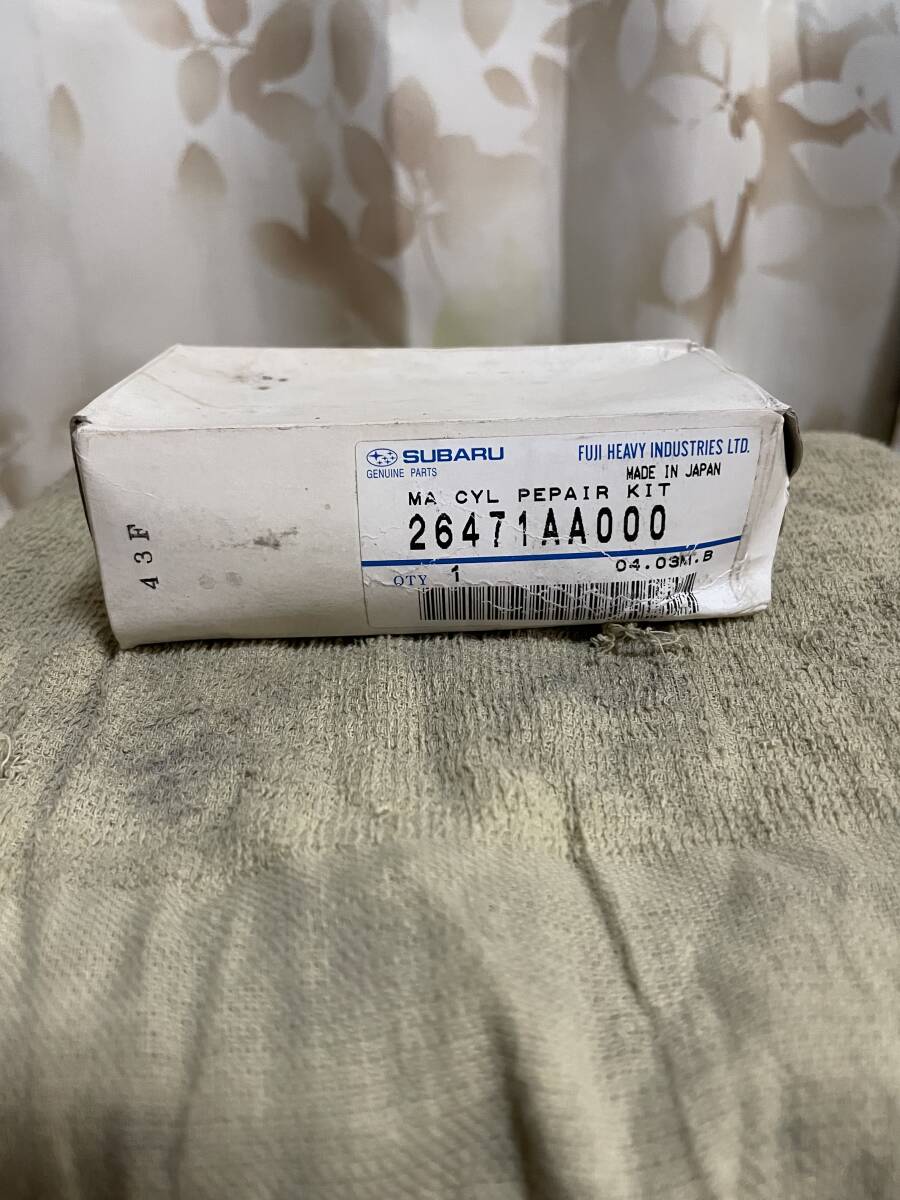 SUBARU
GENUINE PARTS
FUJI HEAVY INDUSTRIES LTD.
MADE IN JAPAN
MA CYL PEPAIR KIT
26471AA000
QTY 1
04.03M.B
43F